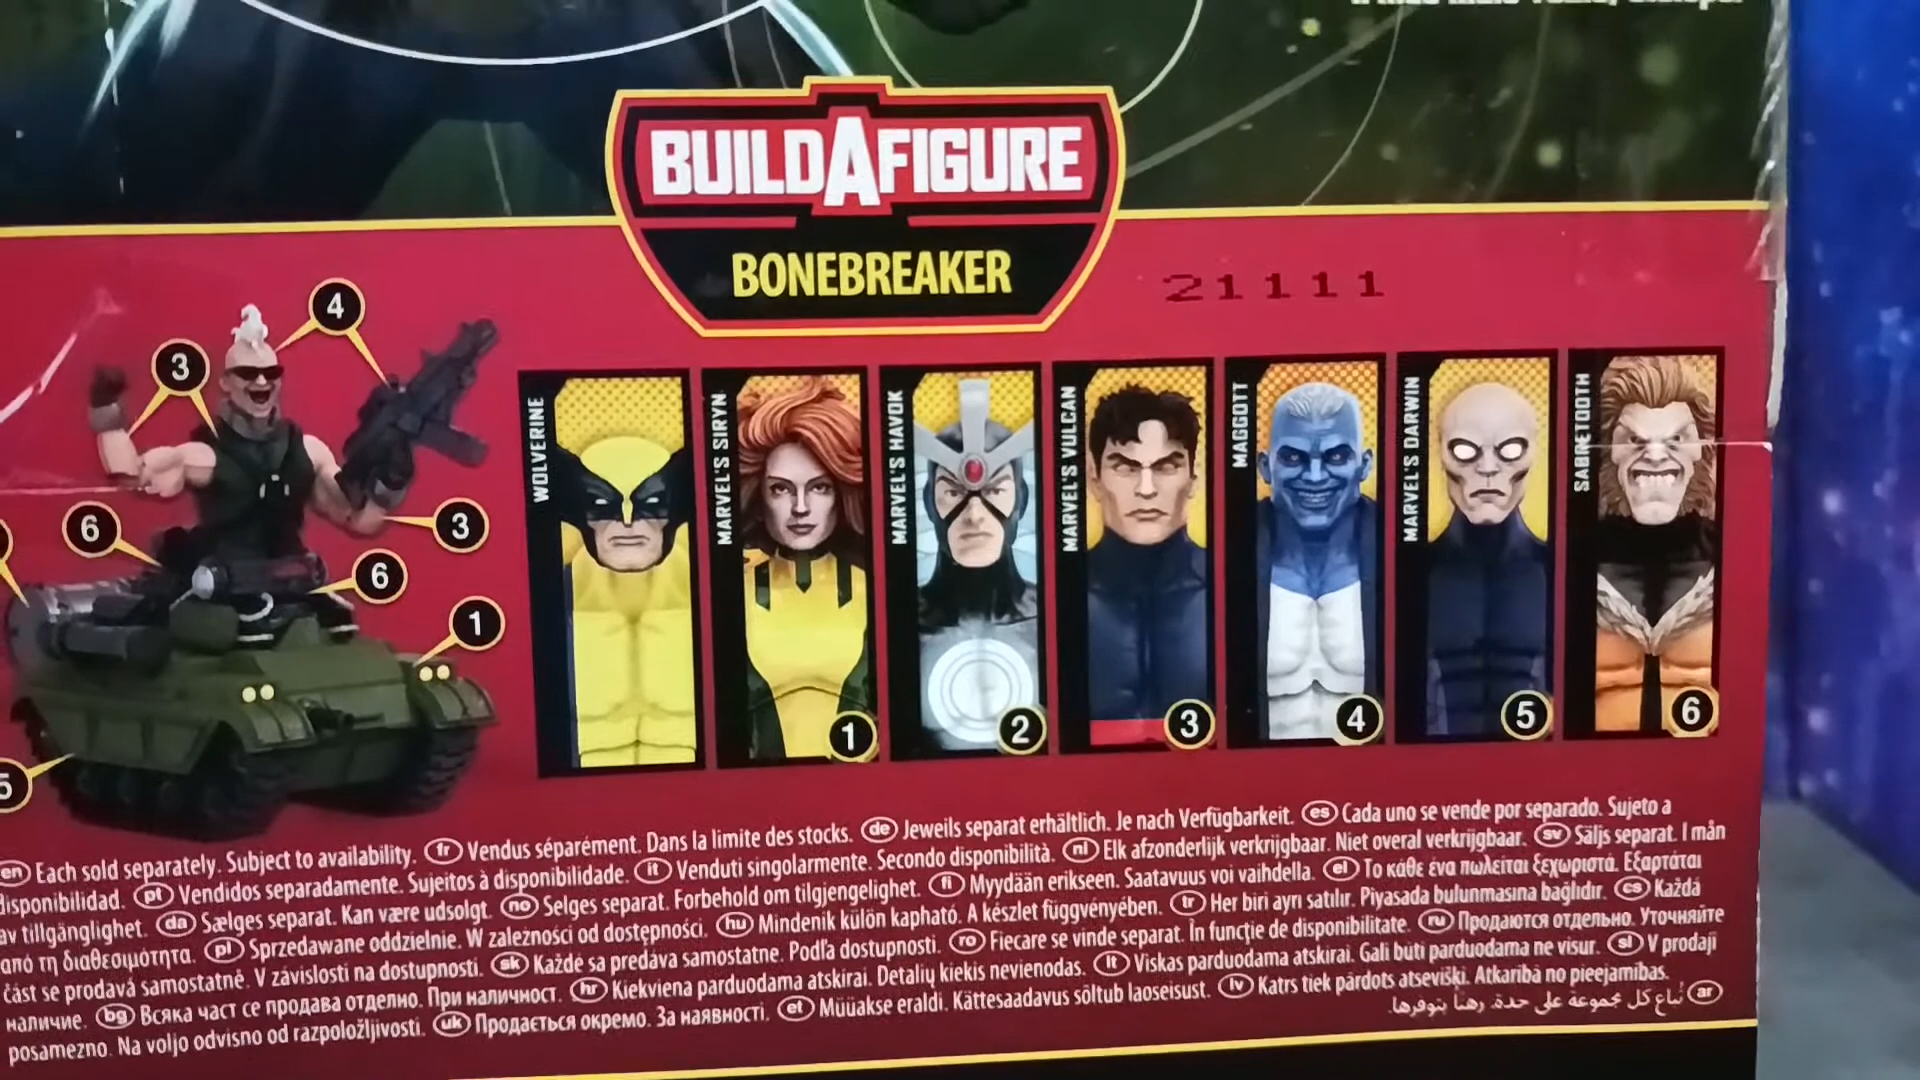 BUILD A FIGURE
BONEBREAKER
21111
4
3
3
6
6
1
5
WOLVERINE
MARVEL'S SIRYN
1
MARVEL'S HAVOK
2
MARVEL'S VULCAN
3
MAGGOTT
4
MARVEL'S DARWIN
5
SABRETOOTH
6
en Each sold separately. Subject to availability. fr Vendus séparément. Dans la limite des stocks. de Jeweils separat erhältlich. Je nach Verfügbarkeit. es Cada uno se vende por separado. Sujeto a
disponibilidad. pt Vendidos separadamente. Sujeitos à disponibilidade. it Venduti singolarmente. Secondo disponibilità. nl Elk afzonderlijk verkrijgbaar. Niet overal verkrijgbaar. sv Säljs separat. I mån
av tillgänglighet. da Sælges separat. Kan være udsolgt. no Selges separat. Forbehold om tilgjengelighet. fi Myydään erikseen. Saatavuus voi vaihdella. el Το κάθε ένα πωλείται ξεχωριστά. Εξαρτάται
από τη διαθεσιμότητα. pl Sprzedawane oddzielnie. W zależności od dostępności. hu Mindenik külön kapható. A készlet függvényében. tr Her biri ayrı satılır. Piyasada bulunmasına bağlıdır. cs Každá
část se prodává samostatně. V závislosti na dostupnosti. sk Každé sa predáva samostatne. Podľa dostupnosti. ro Fiecare se vinde separat. În funcție de disponibilitate. ru Продаются отдельно. Уточняйте
наличие. bg Всяка част се продава отделно. При наличност. hr Kiekviena parduodama atskirai. Detalių kiekis nevienodas. lt Viskas parduodama atskirai. Gali būti parduodama ne visur. sl V prodaji
posamezno. Na voljo odvisno od razpoložljivosti. uk Продається окремо. За наявності. et Müüakse eraldi. Kättesaadavus sõltub laoseisust. lv Katrs tiek pārdots atsevišķi. Atkarībā no pieejamības.
ar تُباع كل مجموعة على حدة. رهناً بتوفرها.